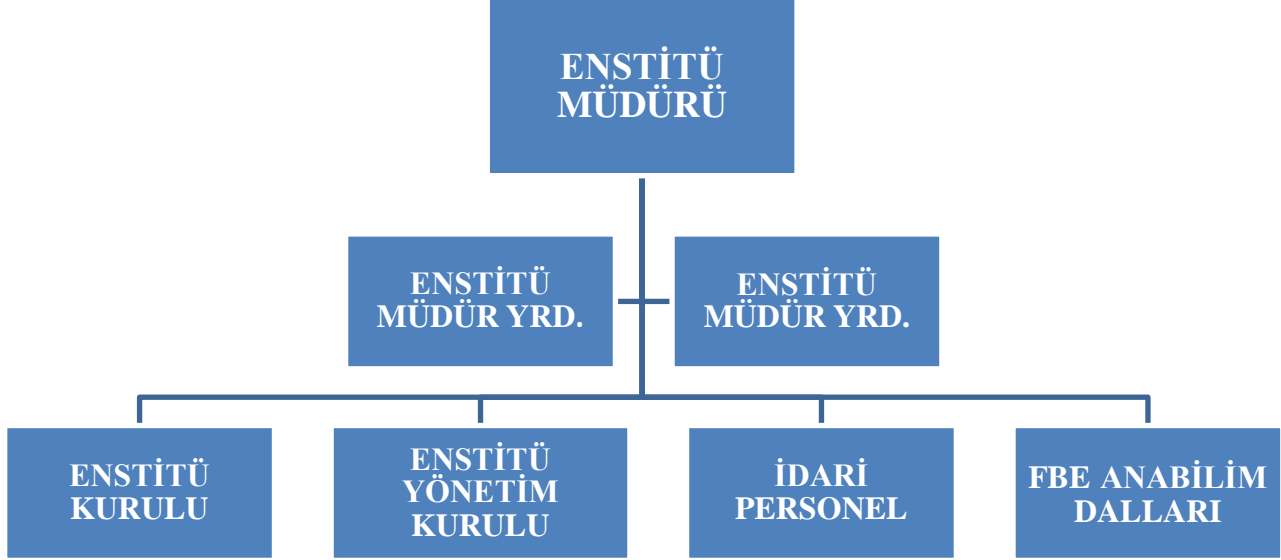 ENSTİTÜ
MÜDÜRÜ
ENSTİTÜ
MÜDÜR YRD.
ENSTİTÜ
MÜDÜR YRD.
ENSTİTÜ
KURULU
ENSTİTÜ
YÖNETİM
KURULU
İDARİ
PERSONEL
FBE ANABİLİM
DALLARI